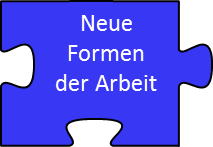 Neue
Formen
der Arbeit